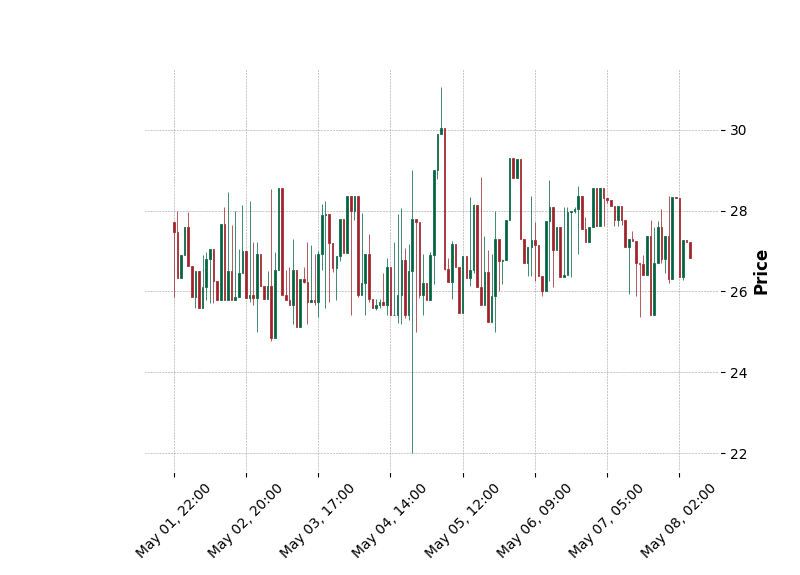 30
28
26
24
22
Price
May 01, 22:00
May 02, 20:00
May 03, 17:00
May 04, 14:00
May 05, 12:00
May 06, 09:00
May 07, 05:00
May 08, 02:00